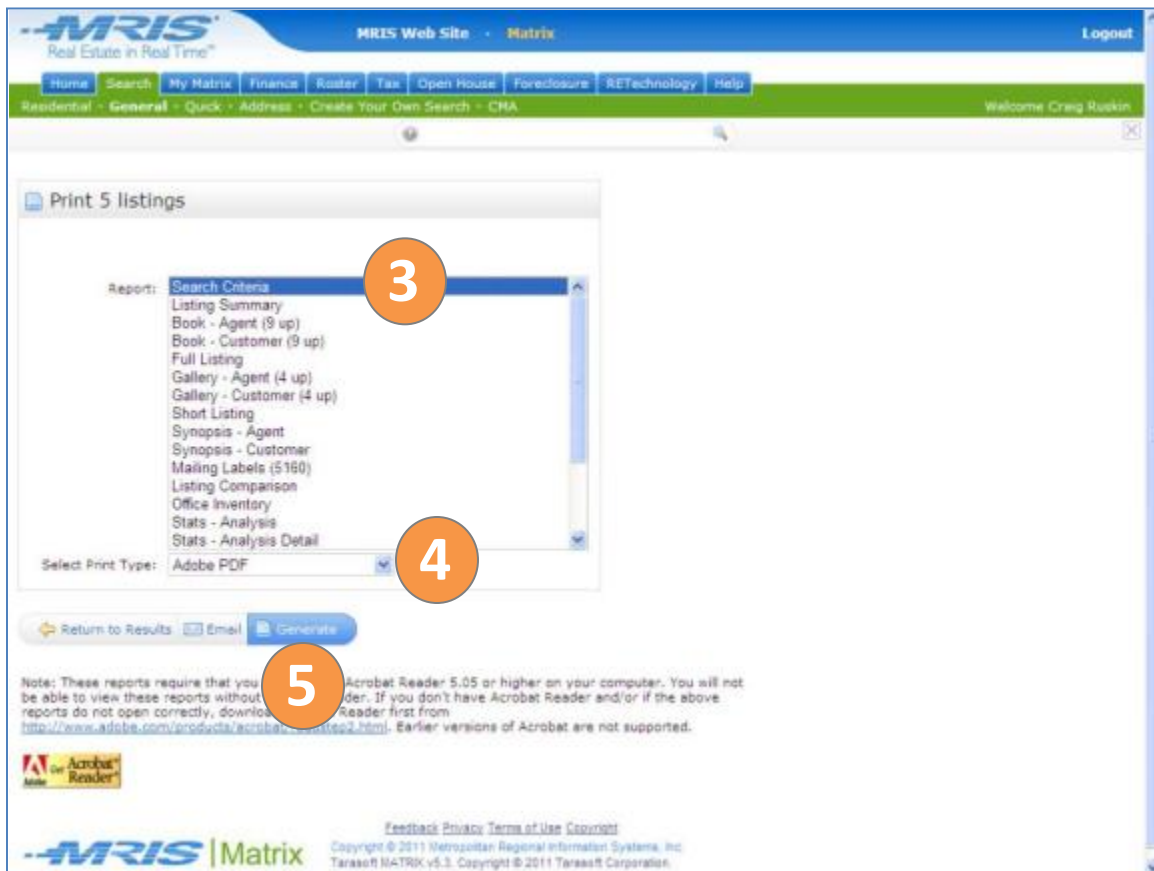 MRIS
Real Estate in Real Time™
MRIS Web Site · Matrix
Logout
Home Search My Matrix Finance Roster Tax Open House Foreclosure RETechnology Help
Residential · General · Quick · Address · Create Your Own Search · CMA
Welcome Craig Ruskin
Print 5 listings
3
Report:
Search Criteria
Listing Summary
Book - Agent (9 up)
Book - Customer (9 up)
Full Listing
Gallery - Agent (4 up)
Gallery - Customer (4 up)
Short Listing
Synopsis - Agent
Synopsis - Customer
Mailing Labels (5160)
Listing Comparison
Office Inventory
Stats - Analysis
Stats - Analysis Detail
Select Print Type: Adobe PDF
4
Return to Results Email Generate
5
Note: These reports require that you Acrobat Reader 5.05 or higher on your computer. You will not
be able to view these reports without der. If you don't have Acrobat Reader and/or if the above
reports do not open correctly, downloa Reader first from
http://www.adobe.com/products/acrobat step2.html. Earlier versions of Acrobat are not supported.
Adobe Get Acrobat® Reader®
Feedback Privacy Terms of Use Copyright
MRIS | Matrix
Copyright © 2011 Metropolitan Regional Information Systems, Inc.
Tarasoft MATRIX v5.3. Copyright © 2011 Tarasoft Corporation.